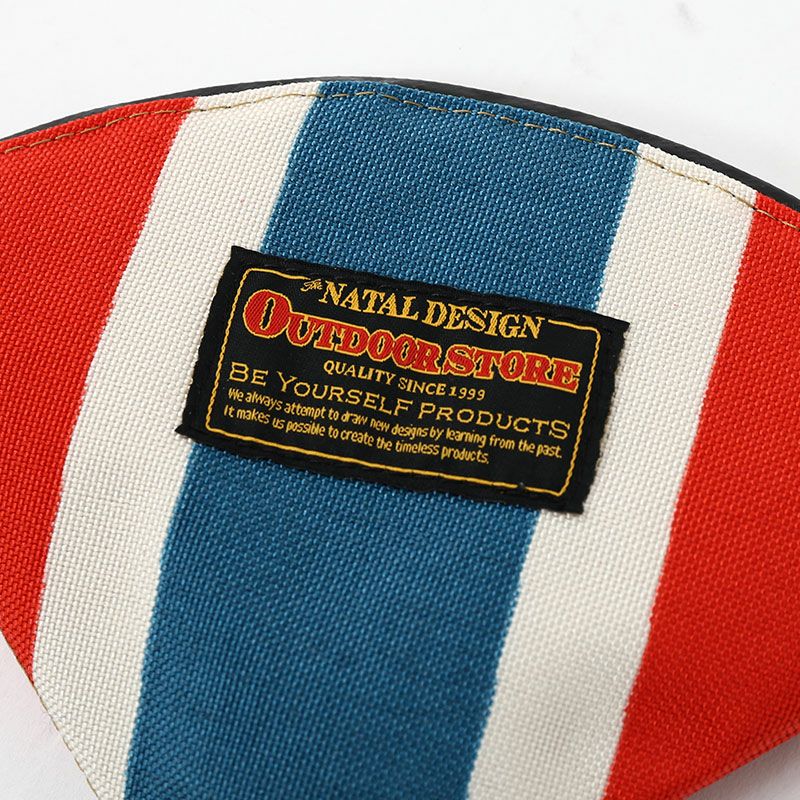 The NATAL DESIGN
OUTDOOR STORE
QUALITY SINCE 1999
BE YOURSELF PRODUCTS
We always attempt to draw new designs by learning from the past.
It makes us possible to create the timeless products.